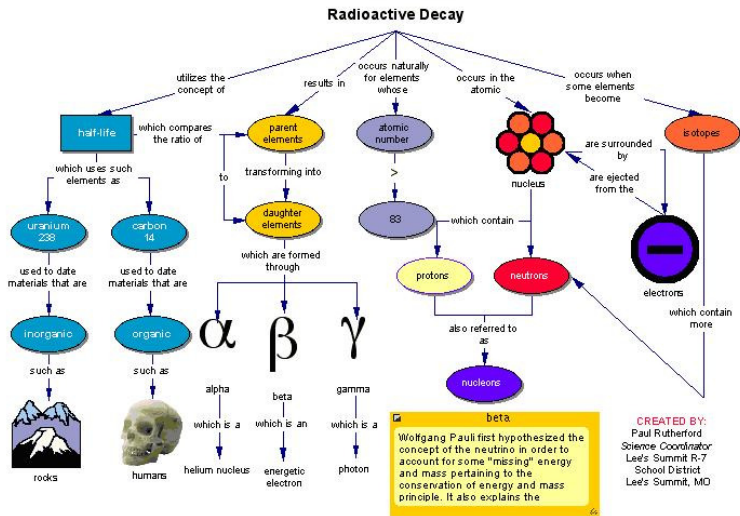 Radioactive Decay
utilizes the
concept of
results in
occurs naturally
for elements
whose
occurs in the
atomic
occurs when
some elements
become
half-life
which compares
the ratio of
parent
elements
atomic
number
isotopes
are surrounded
by
are ejected
from the
nucleus
which uses such
elements as
to
transforming into
>
uranium
238
carbon
14
daughter
elements
83
which contain
used to date
materials that are
used to date
materials that are
which are formed
through
protons
neutrons
electrons
inorganic
organic
α
β
γ
also referred to
as
which contain
more
such as
such as
nucleons
alpha
beta
gamma
which is a
which is an
which is a
helium nucleus
energetic
electron
photon
rocks
humans
beta
Wolfgang Pauli first hypothesized the
concept of the neutrino in order to
account for some "missing" energy
and mass pertaining to the
conservation of energy and mass
principle. It also explains the
CREATED BY:
Paul Rutherford
Science Coordinator
Lee's Summit R-7
School District
Lee's Summit, MO